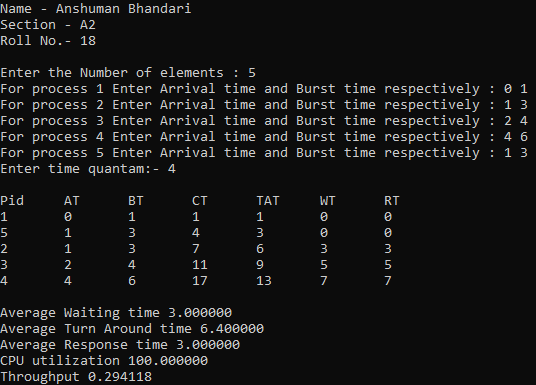 Name - Anshuman Bhandari
Section - A2
Roll No.- 18
Enter the Number of elements : 5
For process 1 Enter Arrival time and Burst time respectively : 0 1
For process 2 Enter Arrival time and Burst time respectively : 1 3
For process 3 Enter Arrival time and Burst time respectively : 2 4
For process 4 Enter Arrival time and Burst time respectively : 4 6
For process 5 Enter Arrival time and Burst time respectively : 1 3
Enter time quantam:- 4
Pid AT BT CT TAT WT RT
1 0 1 1 1 0 0
5 1 3 4 3 0 0
2 1 3 7 6 3 3
3 2 4 11 9 5 5
4 4 6 17 13 7 7
Average Waiting time 3.000000
Average Turn Around time 6.400000
Average Response time 3.000000
CPU utilization 100.000000
Throughput 0.294118